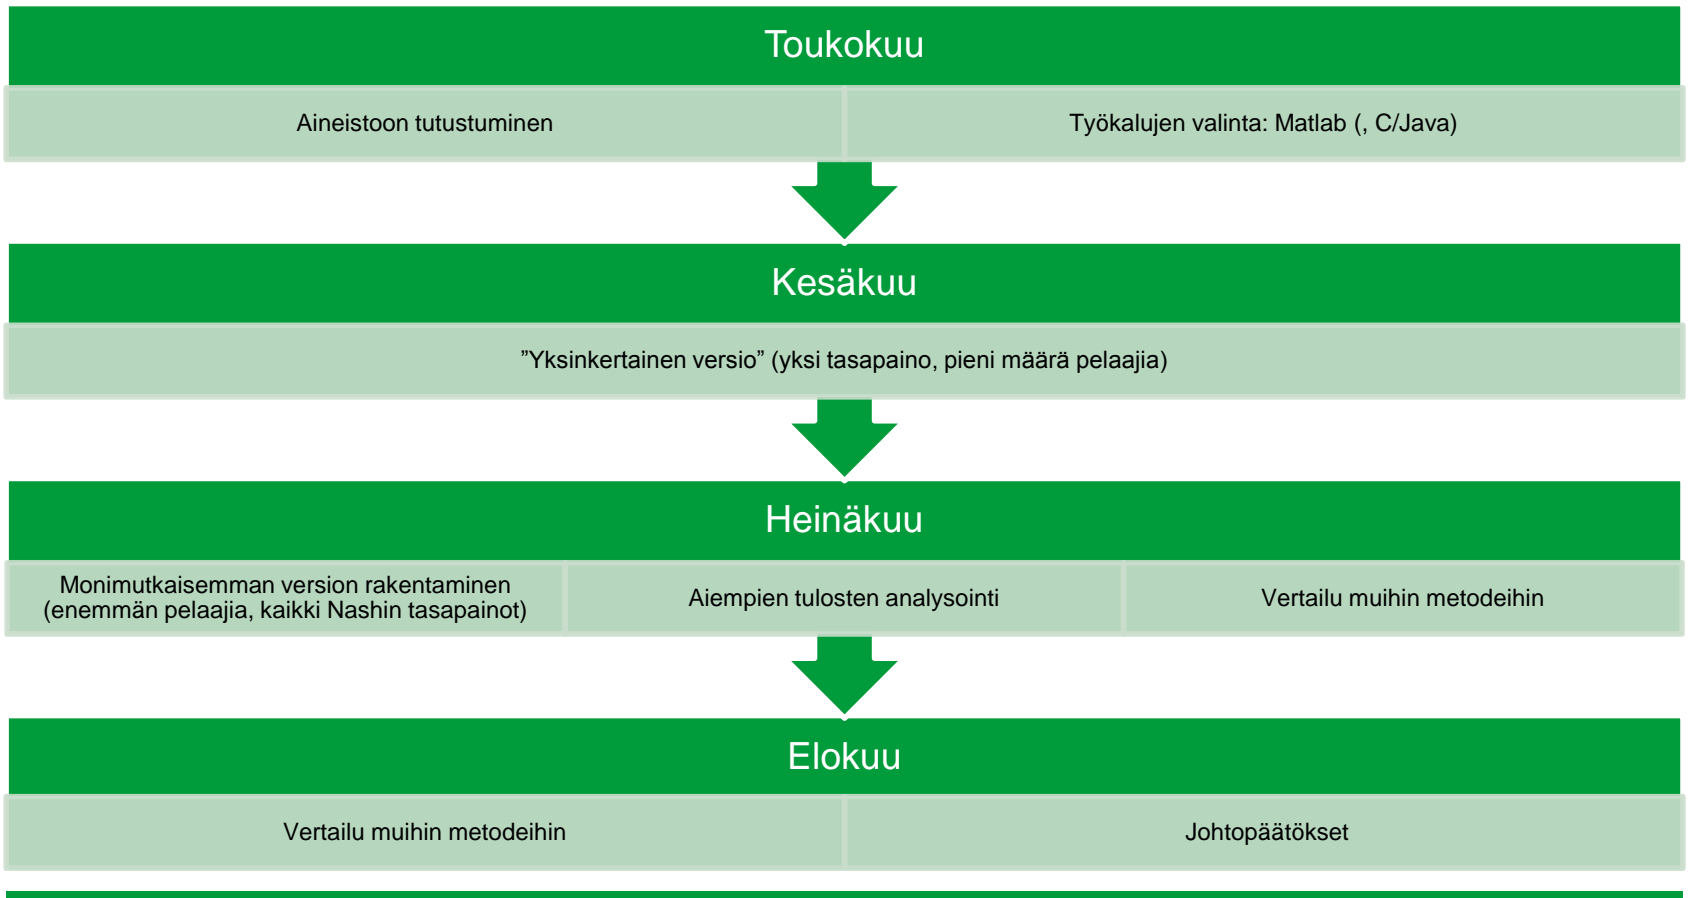 Toukokuu
Aineistoon tutustuminen
Työkalujen valinta: Matlab (, C/Java)
Kesäkuu
”Yksinkertainen versio” (yksi tasapaino, pieni määrä pelaajia)
Heinäkuu
Monimutkaisemman version rakentaminen
(enemmän pelaajia, kaikki Nashin tasapainot)
Aiempien tulosten analysointi
Vertailu muihin metodeihin
Elokuu
Vertailu muihin metodeihin
Johtopäätökset